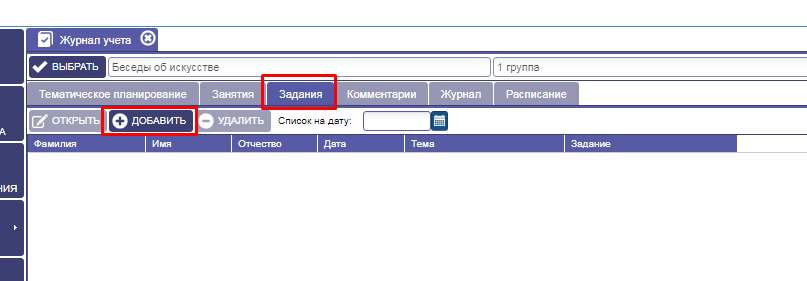 Журнал учета
ВЫБРАТЬ Беседы об искусстве 1 группа
Тематическое планирование Занятия Задания Комментарии Журнал Расписание
ОТКРЫТЬ ДОБАВИТЬ УДАЛИТЬ Список на дату:
А
Фамилия Имя Отчество Дата Тема Задание
НИЯ